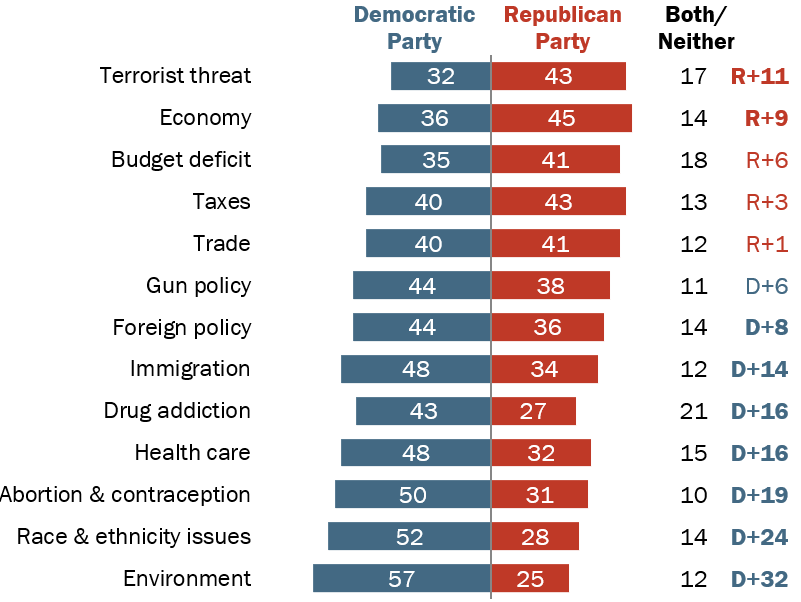 Democratic Party Republican Party Both/ Neither
Terrorist threat 32 43 17 R+11
Economy 36 45 14 R+9
Budget deficit 35 41 18 R+6
Taxes 40 43 13 R+3
Trade 40 41 12 R+1
Gun policy 44 38 11 D+6
Foreign policy 44 36 14 D+8
Immigration 48 34 12 D+14
Drug addiction 43 27 21 D+16
Health care 48 32 15 D+16
Abortion & contraception 50 31 10 D+19
Race & ethnicity issues 52 28 14 D+24
Environment 57 25 12 D+32